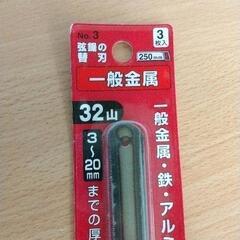 No.3
弦鋸の
替刃
3
枚入
250mm
一般金属
32山
3～20mm
までの厚
一般金属・鉄・アルミ